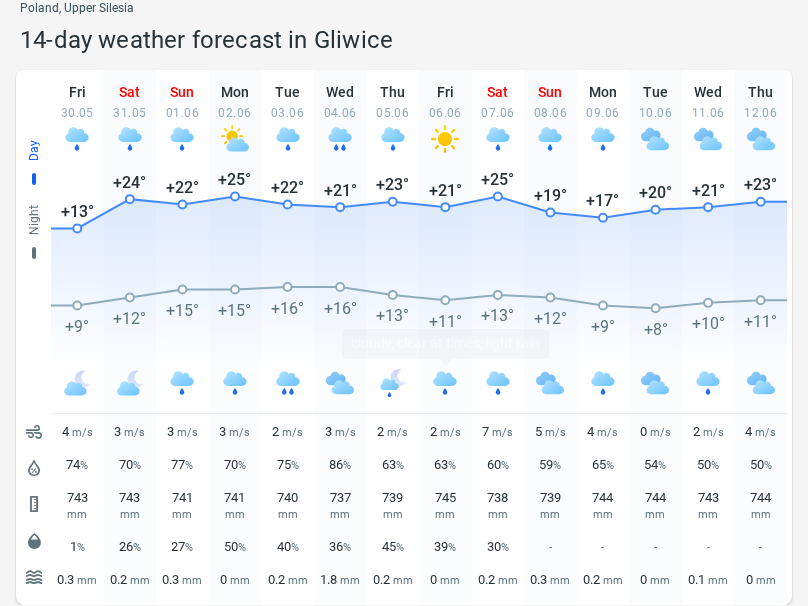 Poland, Upper Silesia
14-day weather forecast in Gliwice
Fri Sat Sun Mon Tue Wed Thu Fri Sat Sun Mon Tue Wed Thu
30.05 31.05 01.06 02.06 03.06 04.06 05.06 06.06 07.06 08.06 09.06 10.06 11.06 12.06
Day
+13° +24° +22° +25° +22° +21° +23° +21° +25° +19° +17° +20° +21° +23°
Night
+9° +12° +15° +15° +16° +16° +13° +11° +13° +12° +9° +8° +10° +11°
cloudy, clear at times, light rain
4 m/s 3 m/s 3 m/s 3 m/s 2 m/s 3 m/s 2 m/s 2 m/s 7 m/s 5 m/s 4 m/s 0 m/s 2 m/s 4 m/s
74% 70% 77% 70% 75% 86% 63% 63% 60% 59% 65% 54% 50% 50%
743 743 741 741 740 737 739 745 738 739 744 744 743 744
mm mm mm mm mm mm mm mm mm mm mm mm mm mm
1% 26% 27% 50% 40% 36% 45% 39% 30% - - - - -
0.3 mm 0.2 mm 0.3 mm 0 mm 0.2 mm 1.8 mm 0.2 mm 0 mm 0.2 mm 0.3 mm 0.2 mm 0 mm 0.1 mm 0 mm